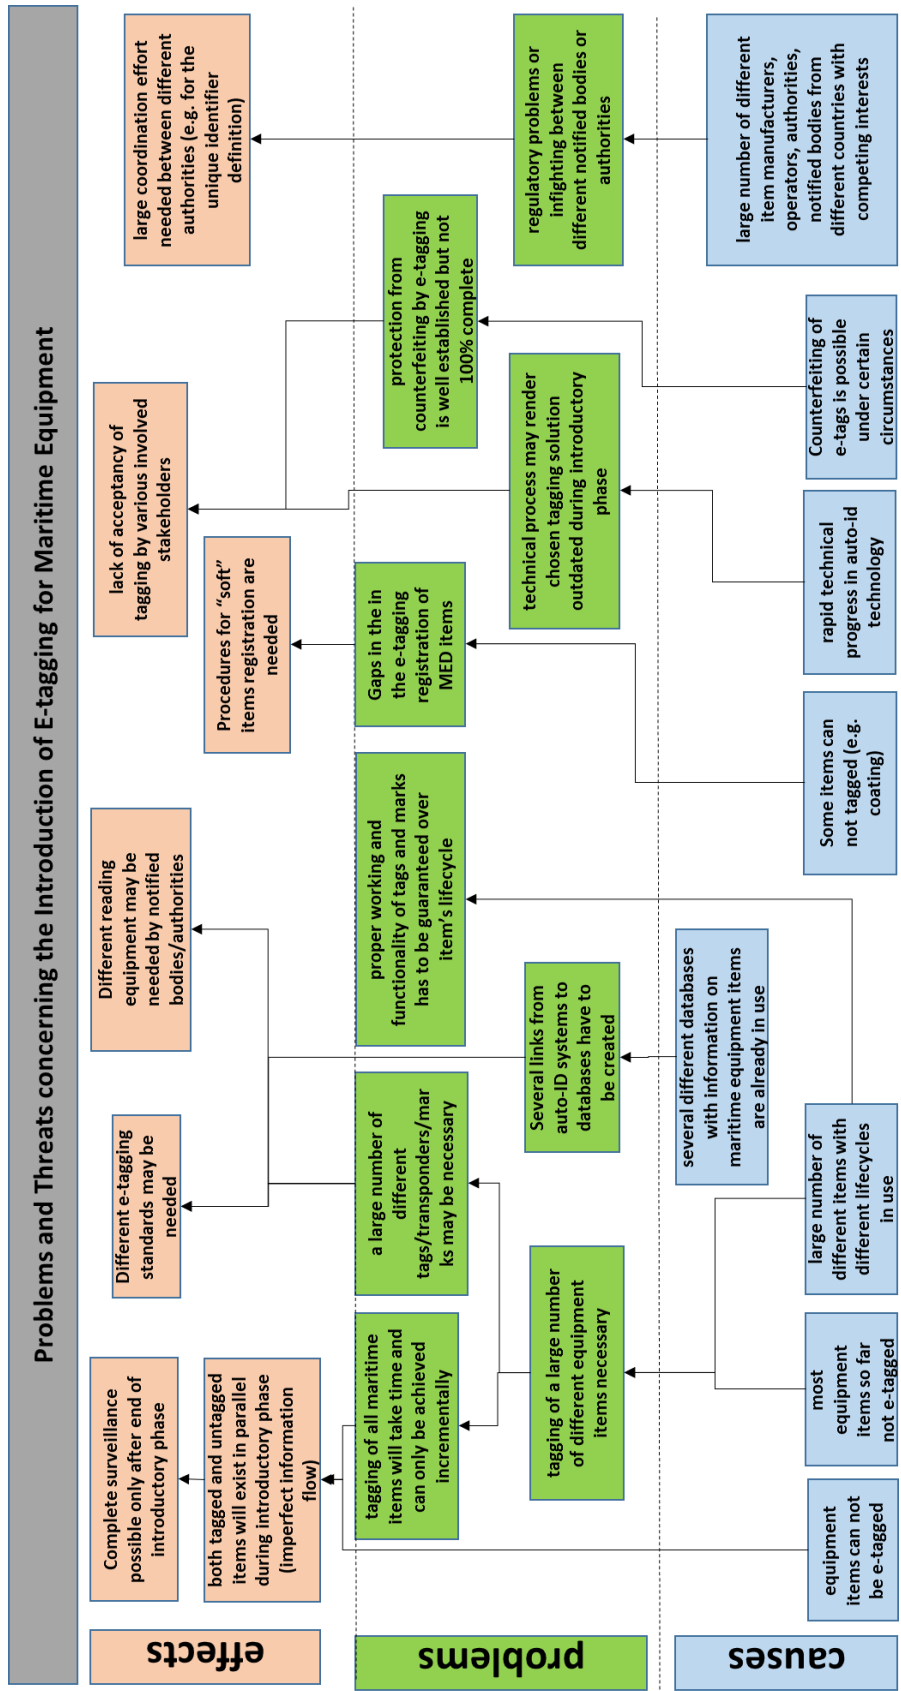 Problems and Threats concerning the Introduction of E-tagging for Maritime Equipment
effects
Complete surveillance
possible only after end of
introductory phase
both tagged and untagged
items will exist in parallel
during introductory phase
(imperfect information
flow)
Different e-tagging
standards may be
needed
Different reading
equipment may be
needed by notified
bodies/authorities
Procedures for “soft”
items registration are
needed
lack of acceptancy of
tagging by various involved
stakeholders
large coordination effort
needed between different
authorities (e.g. for the
unique identifier
definition)
problems
tagging of all maritime
items will take time and
can only be achieved
incrementally
tagging of a large number
of different equipment
items necessary
a large number of
different
tags/transponders/mar
ks may be necessary
Several links from
auto-ID systems to
databases have to
be created
proper working and
functionality of tags and marks
has to be guaranteed over
item’s lifecycle
Gaps in the in
the e-tagging
registration of
MED items
technical process may render
chosen tagging solution
outdated during introductory
phase
protection from
counterfeiting by e-tagging
is well established but not
100% complete
regulatory problems or
infighting between
different notified bodies or
authorities
causes
equipment
items can not
be e-tagged
most
equipment
items so far
not e-tagged
large number of
different items with
different lifecycles
in use
several different databases
with information on
maritime equipment items
are already in use
Some items can
not tagged (e.g.
coating)
rapid technical
progress in auto-id
technology
Counterfeiting of
e-tags is possible
under certain
circumstances
large number of different
item manufacturers,
operators, authorities,
notified bodies from
different countries with
competing interests